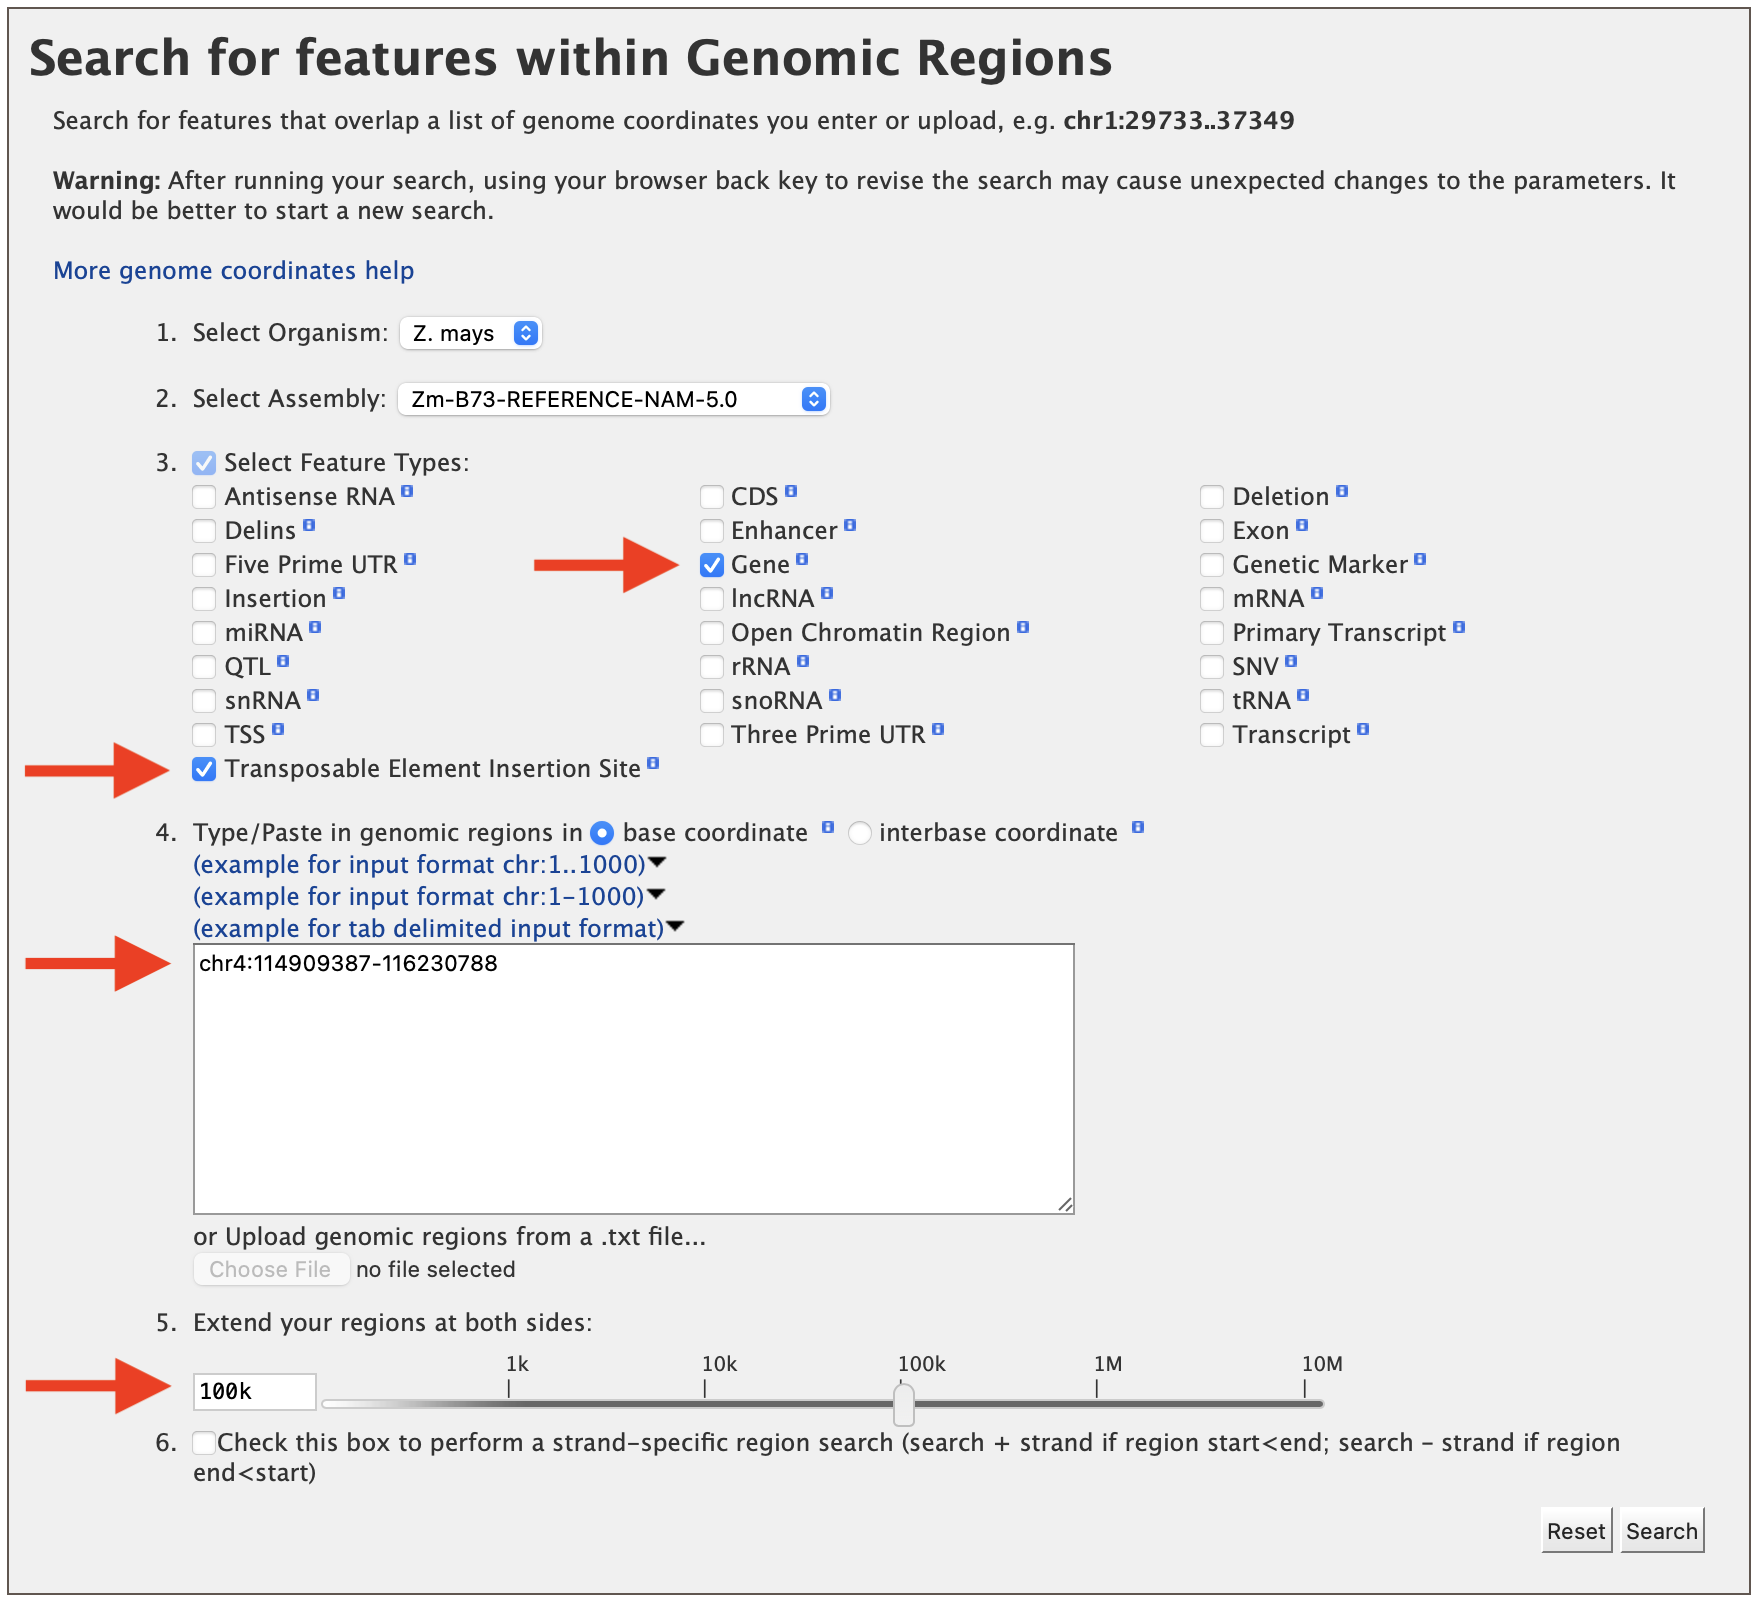 Search for features within Genomic Regions
Search for features that overlap a list of genome coordinates you enter or upload, e.g. chr1:29733..37349
Warning: After running your search, using your browser back key to revise the search may cause unexpected changes to the parameters. It
would be better to start a new search.
More genome coordinates help
1. Select Organism: Z. mays
2. Select Assembly: Zm-B73-REFERENCE-NAM-5.0
3. Select Feature Types:
Antisense RNA CDS Deletion
Delins Enhancer Exon
Five Prime UTR Gene Genetic Marker
Insertion lncRNA mRNA
miRNA Open Chromatin Region Primary Transcript
QTL rRNA SNV
snRNA snoRNA tRNA
TSS Three Prime UTR Transcript
Transposable Element Insertion Site
4. Type/Paste in genomic regions in base coordinate interbase coordinate
(example for input format chr:1..1000)
(example for input format chr:1-1000)
(example for tab delimited input format)
chr4:114909387-116230788
or Upload genomic regions from a .txt file...
Choose File no file selected
5. Extend your regions at both sides:
1k 10k 100k 1M 10M
100k
6. Check this box to perform a strand-specific region search (search + strand if region start<end; search - strand if region
end<start)
Reset Search